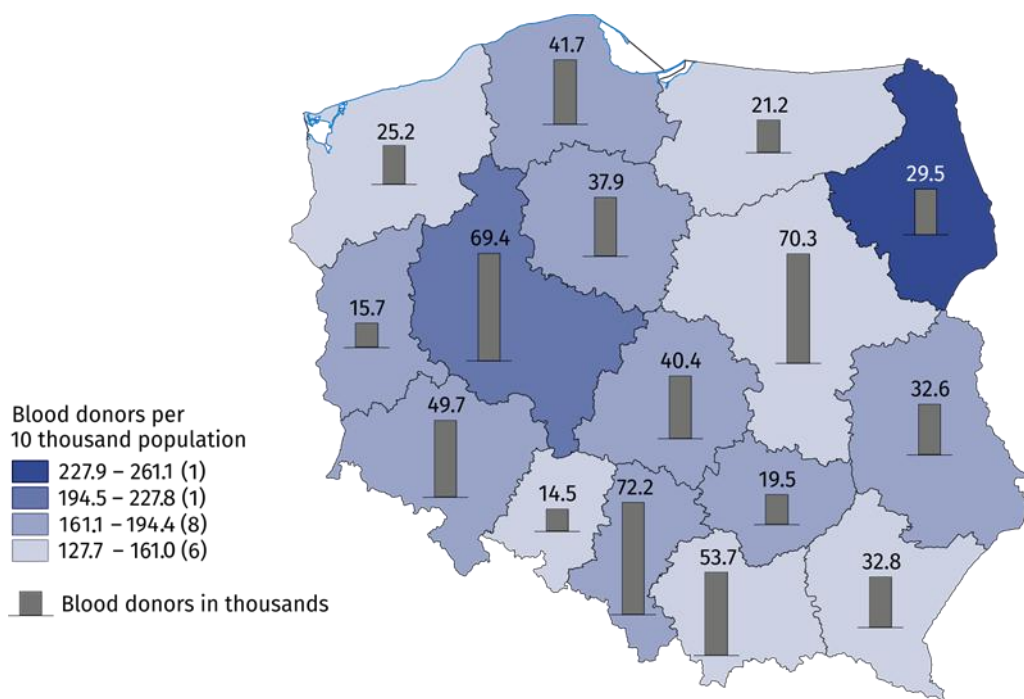 41.7
21.2
25.2
29.5
37.9
69.4
70.3
15.7
40.4
32.6
49.7
14.5
72.2
19.5
53.7
32.8
Blood donors per
10 thousand population
227.9 – 261.1 (1)
194.5 – 227.8 (1)
161.1 – 194.4 (8)
127.7 – 161.0 (6)
Blood donors in thousands